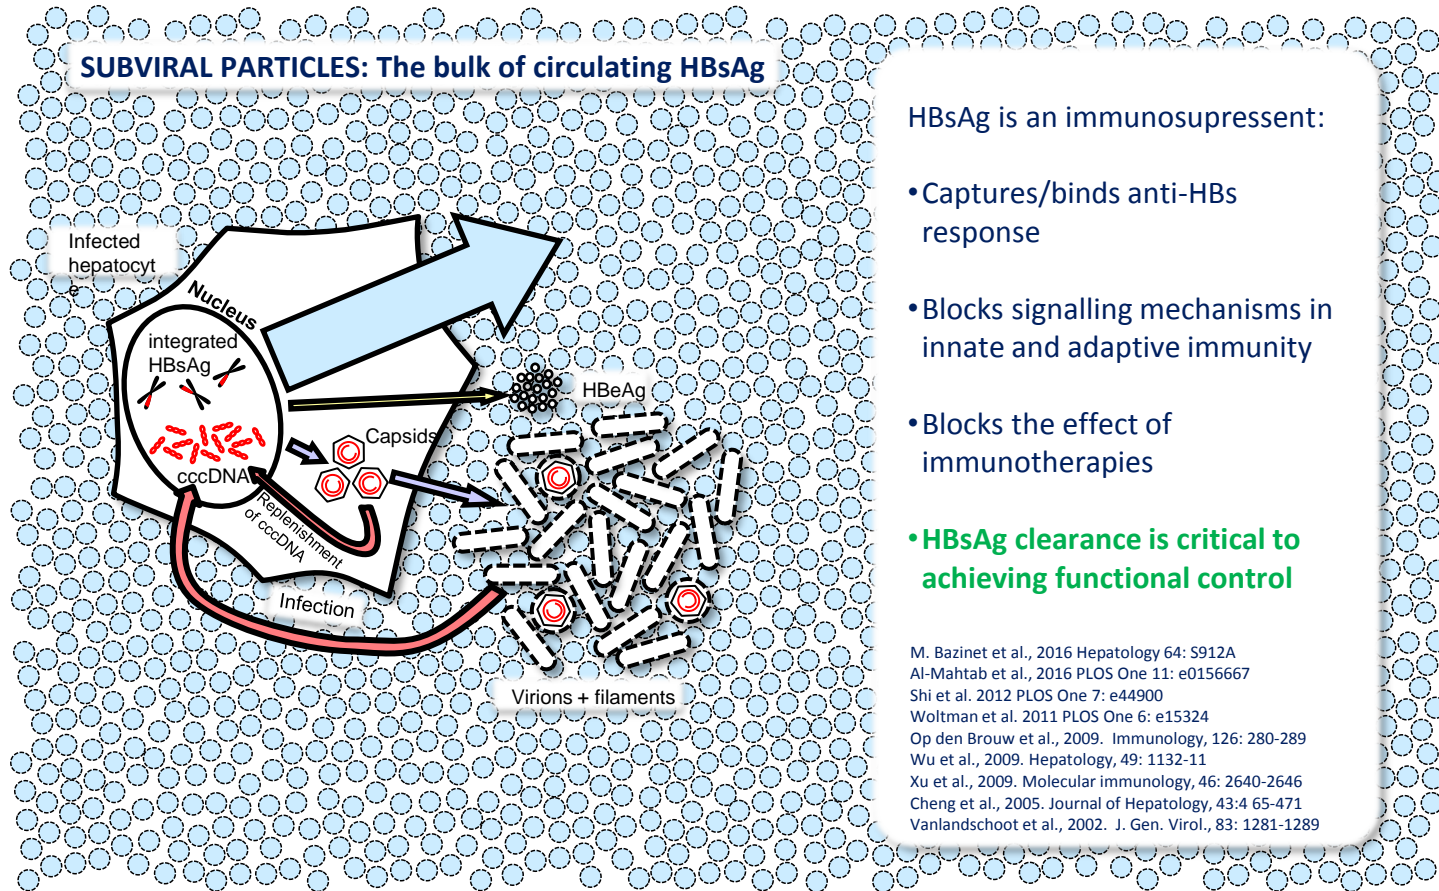 SUBVIRAL PARTICLES: The bulk of circulating HBsAg
Infected
hepatocyt
e
Nucleus
integrated
HBsAg
cccDNA
Capsids
Replenishment
of cccDNA
Infection
HBeAg
Virions + filaments
HBsAg is an immunosupressent:
•Captures/binds anti-HBs
response
•Blocks signalling mechanisms in
innate and adaptive immunity
•Blocks the effect of
immunotherapies
•HBsAg clearance is critical to
achieving functional control
M. Bazinet et al., 2016 Hepatology 64: S912A
Al-Mahtab et al., 2016 PLOS One 11: e0156667
Shi et al. 2012 PLOS One 7: e44900
Woltman et al. 2011 PLOS One 6: e15324
Op den Brouw et al., 2009. Immunology, 126: 280-289
Wu et al., 2009. Hepatology, 49: 1132-11
Xu et al., 2009. Molecular immunology, 46: 2640-2646
Cheng et al., 2005. Journal of Hepatology, 43:4 65-471
Vanlandschoot et al., 2002. J. Gen. Virol., 83: 1281-1289